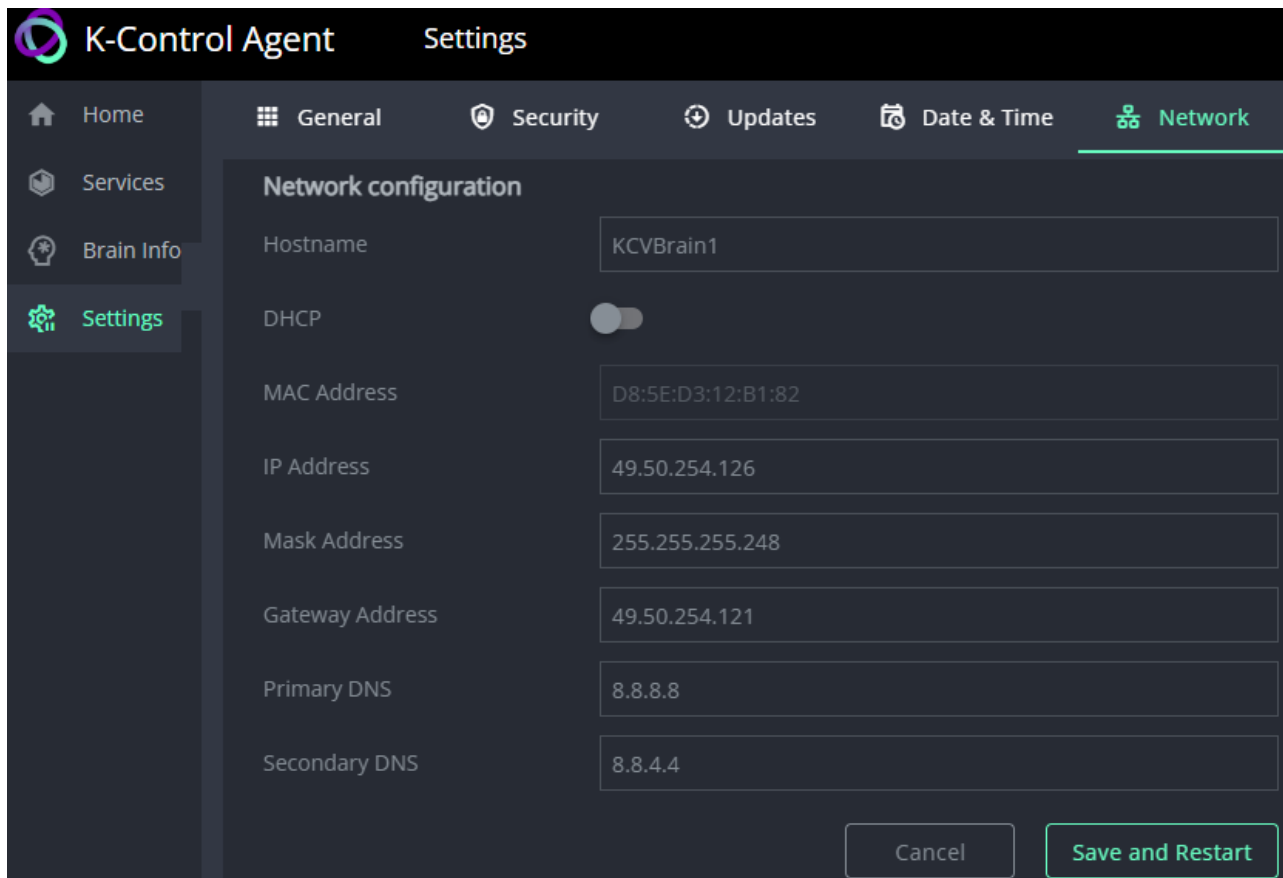 K-Control Agent Settings
Home
Services
Brain Info
Settings
General Security Updates Date & Time Network
Network configuration
Hostname KCVBrain1
DHCP
MAC Address D8:5E:D3:12:B1:82
IP Address 49.50.254.126
Mask Address 255.255.255.248
Gateway Address 49.50.254.121
Primary DNS 8.8.8.8
Secondary DNS 8.8.4.4
Cancel Save and Restart